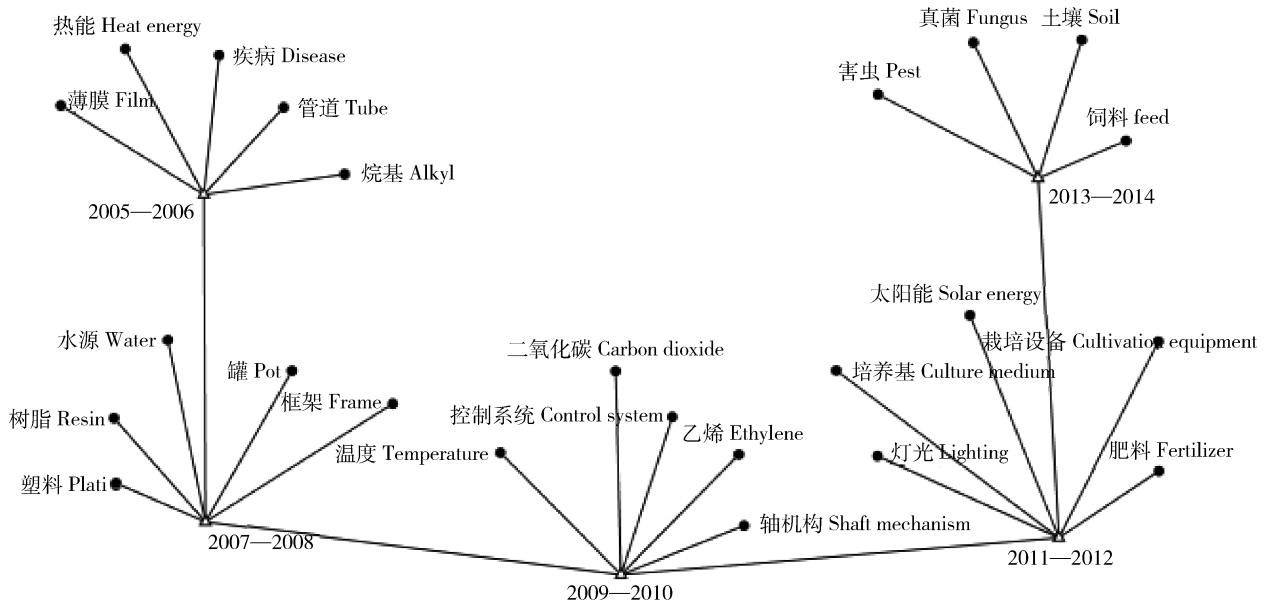 热能 Heat energy
疾病 Disease
薄膜 Film
管道 Tube
烷基 Alkyl
2005—2006
真菌 Fungus
土壤 Soil
害虫 Pest
饲料 feed
2013—2014
水源 Water
罐 Pot
框架 Frame
树脂 Resin
塑料 Plati
2007—2008
二氧化碳 Carbon dioxide
控制系统 Control system
乙烯 Ethylene
温度 Temperature
轴机构 Shaft mechanism
2009—2010
太阳能 Solar energy
栽培设备 Cultivation equipment
培养基 Culture medium
灯光 Lighting
肥料 Fertilizer
2011—2012